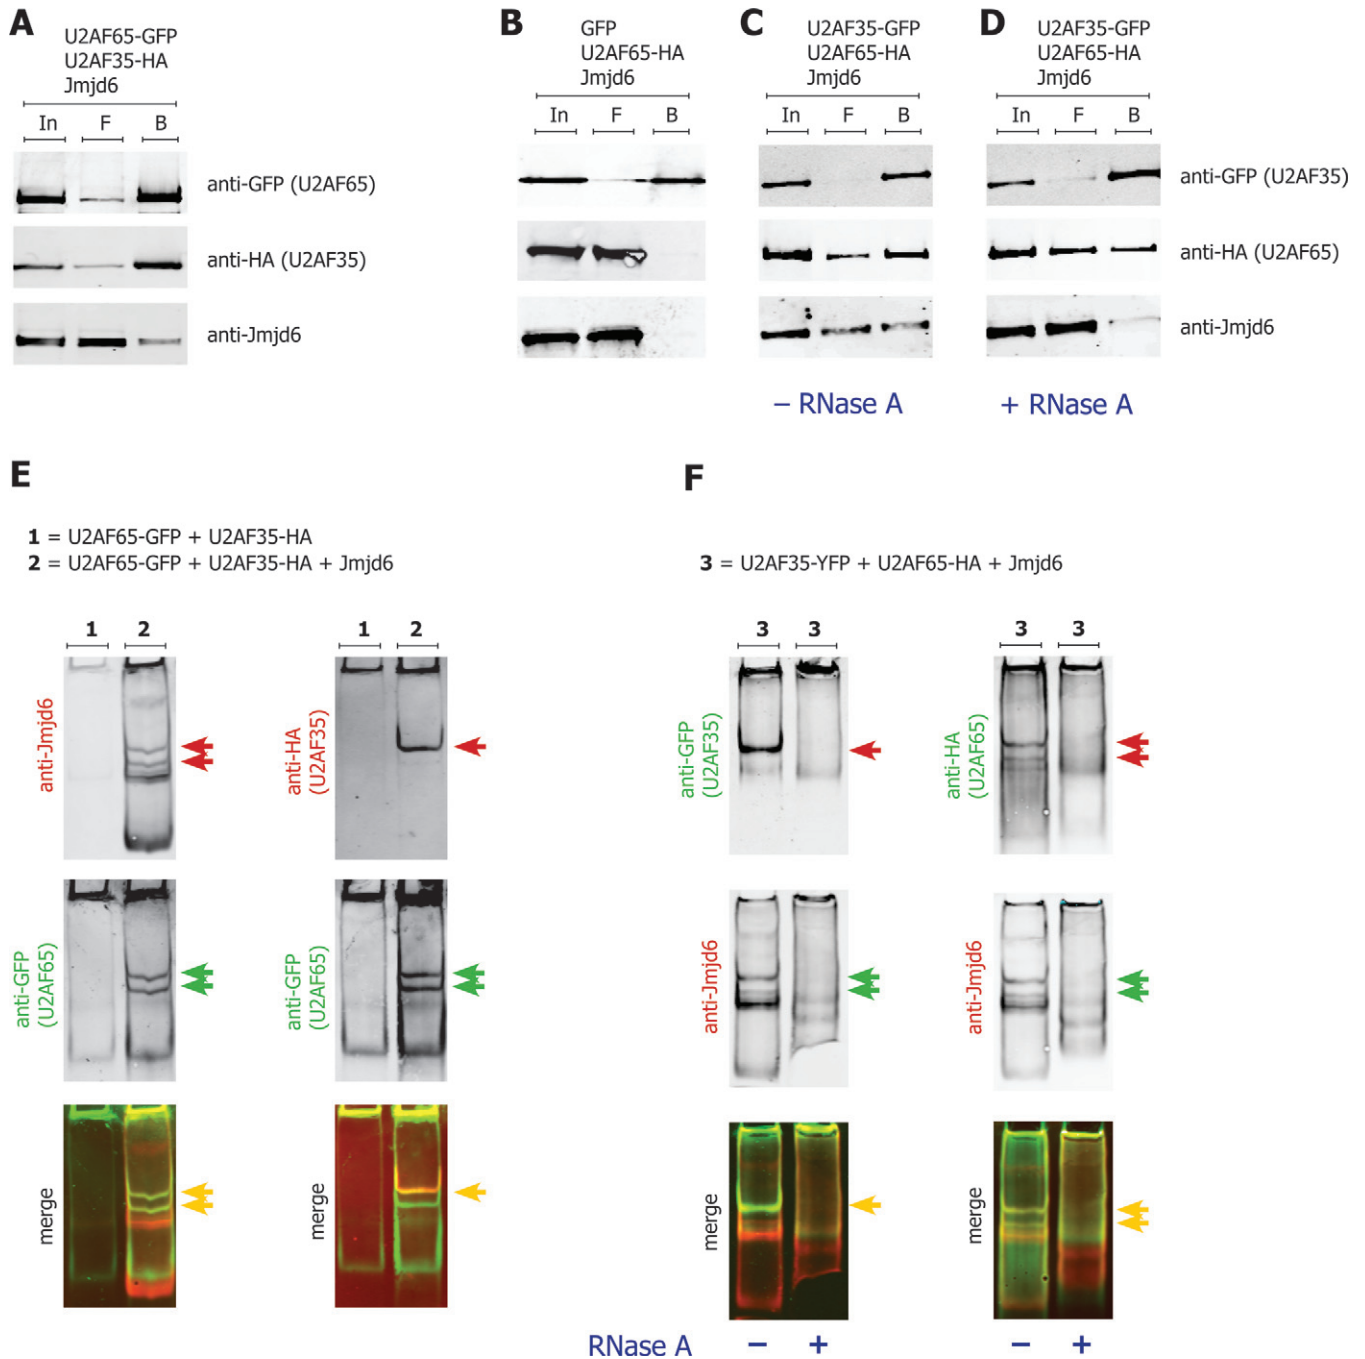 A
U2AF65-GFP
U2AF35-HA
Jmjd6
In F B
anti-GFP (U2AF65)
anti-HA (U2AF35)
anti-Jmjd6
B
GFP
U2AF65-HA
Jmjd6
In F B
C
U2AF35-GFP
U2AF65-HA
Jmjd6
In F B
– RNase A
D
U2AF35-GFP
U2AF65-HA
Jmjd6
In F B
anti-GFP (U2AF35)
anti-HA (U2AF65)
anti-Jmjd6
+ RNase A
E
1 = U2AF65-GFP + U2AF35-HA
2 = U2AF65-GFP + U2AF35-HA + Jmjd6
1 2
anti-Jmjd6
anti-GFP
(U2AF65)
merge
1 2
anti-HA
(U2AF35)
anti-GFP
(U2AF65)
merge
F
3 = U2AF35-YFP + U2AF65-HA + Jmjd6
3 3
anti-GFP
(U2AF35)
anti-Jmjd6
merge
3 3
anti-HA
(U2AF65)
anti-Jmjd6
merge
RNase A – + – +